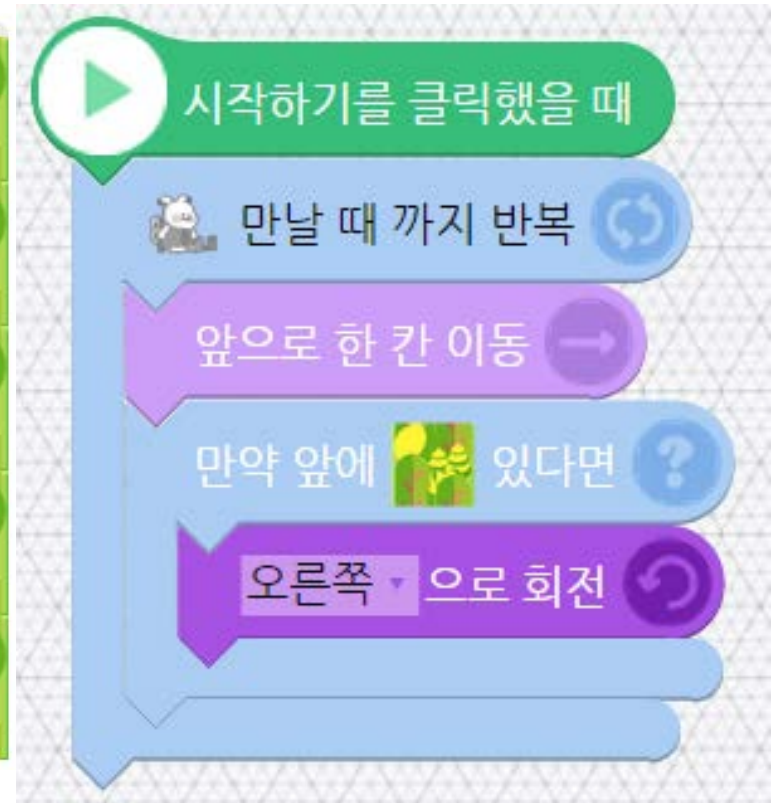 시작하기를 클릭했을 때
만날 때 까지 반복
앞으로 한 칸 이동
만약 앞에 있다면
오른쪽 으로 회전